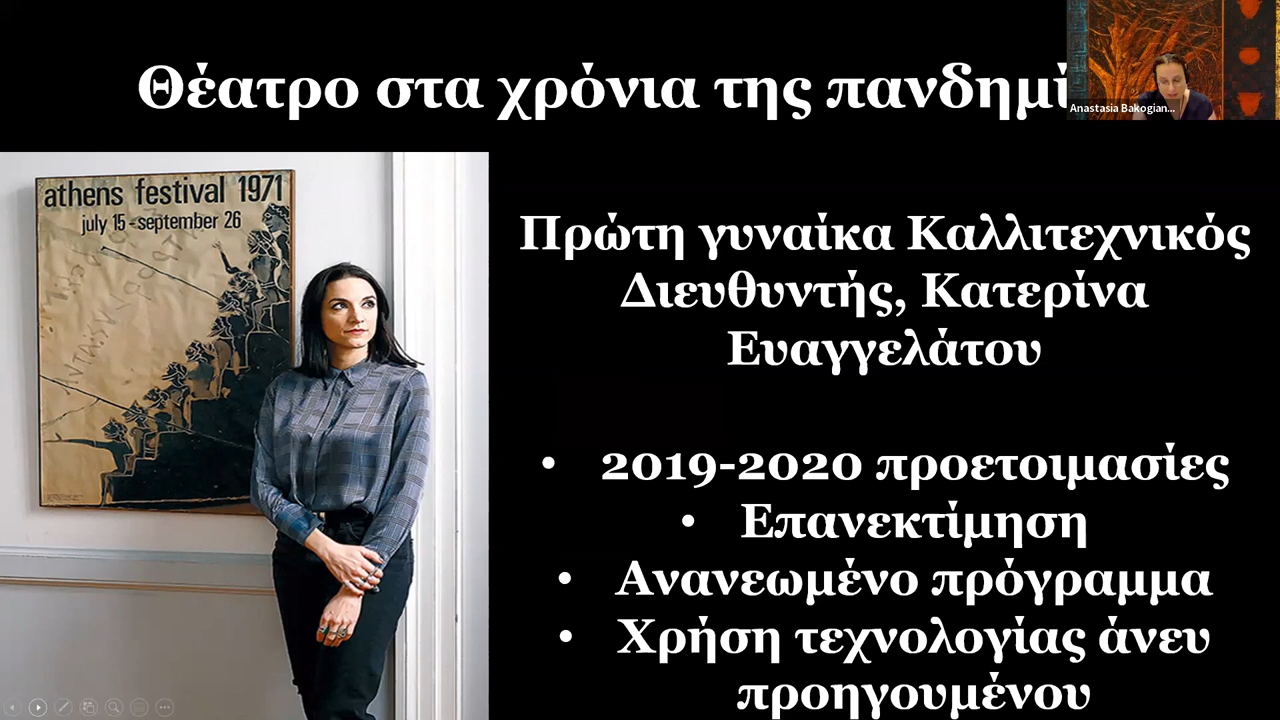 Θέατρο στα χρόνια της πανδημί
Anastasia Bakogian...
athens festival 1971
july 15-september 26
Πρώτη γυναίκα Καλλιτεχνικός
Διευθυντής, Κατερίνα
Ευαγγελάτου
• 2019-2020 προετοιμασίες
• Επανεκτίμηση
• Ανανεωμένο πρόγραμμα
• Χρήση τεχνολογίας άνευ
προηγουμένου